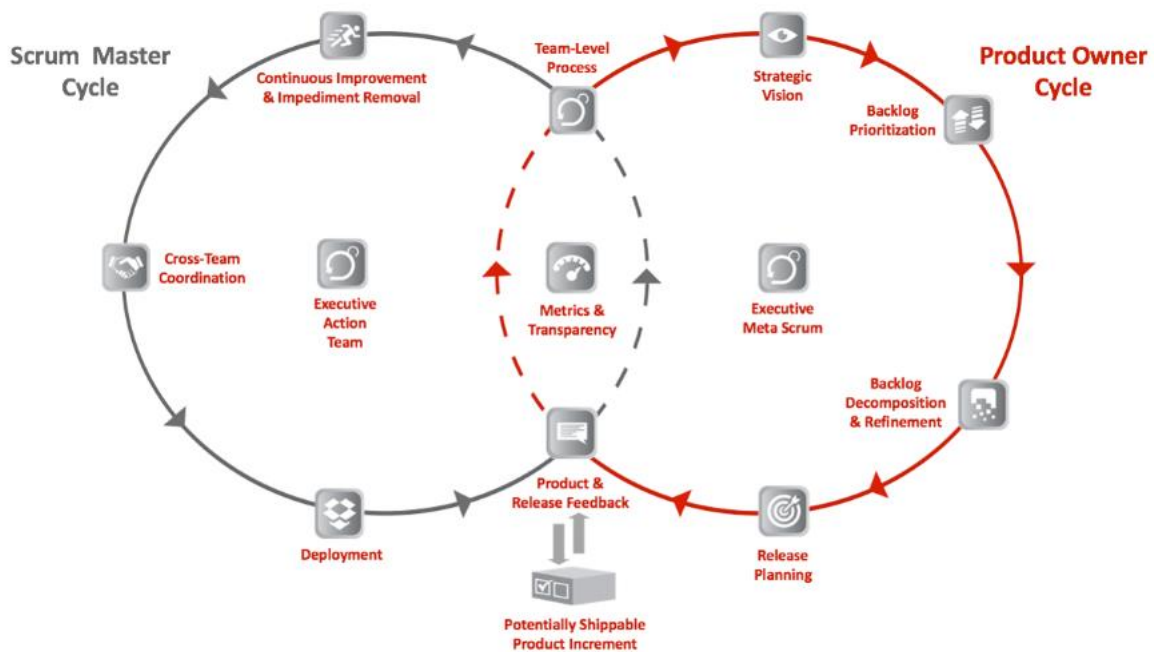 Scrum Master
Cycle
Continuous Improvement
& Impediment Removal
Team-Level
Process
Strategic
Vision
Product Owner
Cycle
Backlog
Prioritization
Cross-Team
Coordination
Executive
Action
Team
Metrics &
Transparency
Executive
Meta Scrum
Backlog
Decomposition
& Refinement
Deployment
Product &
Release Feedback
Release
Planning
Potentially Shippable
Product Increment